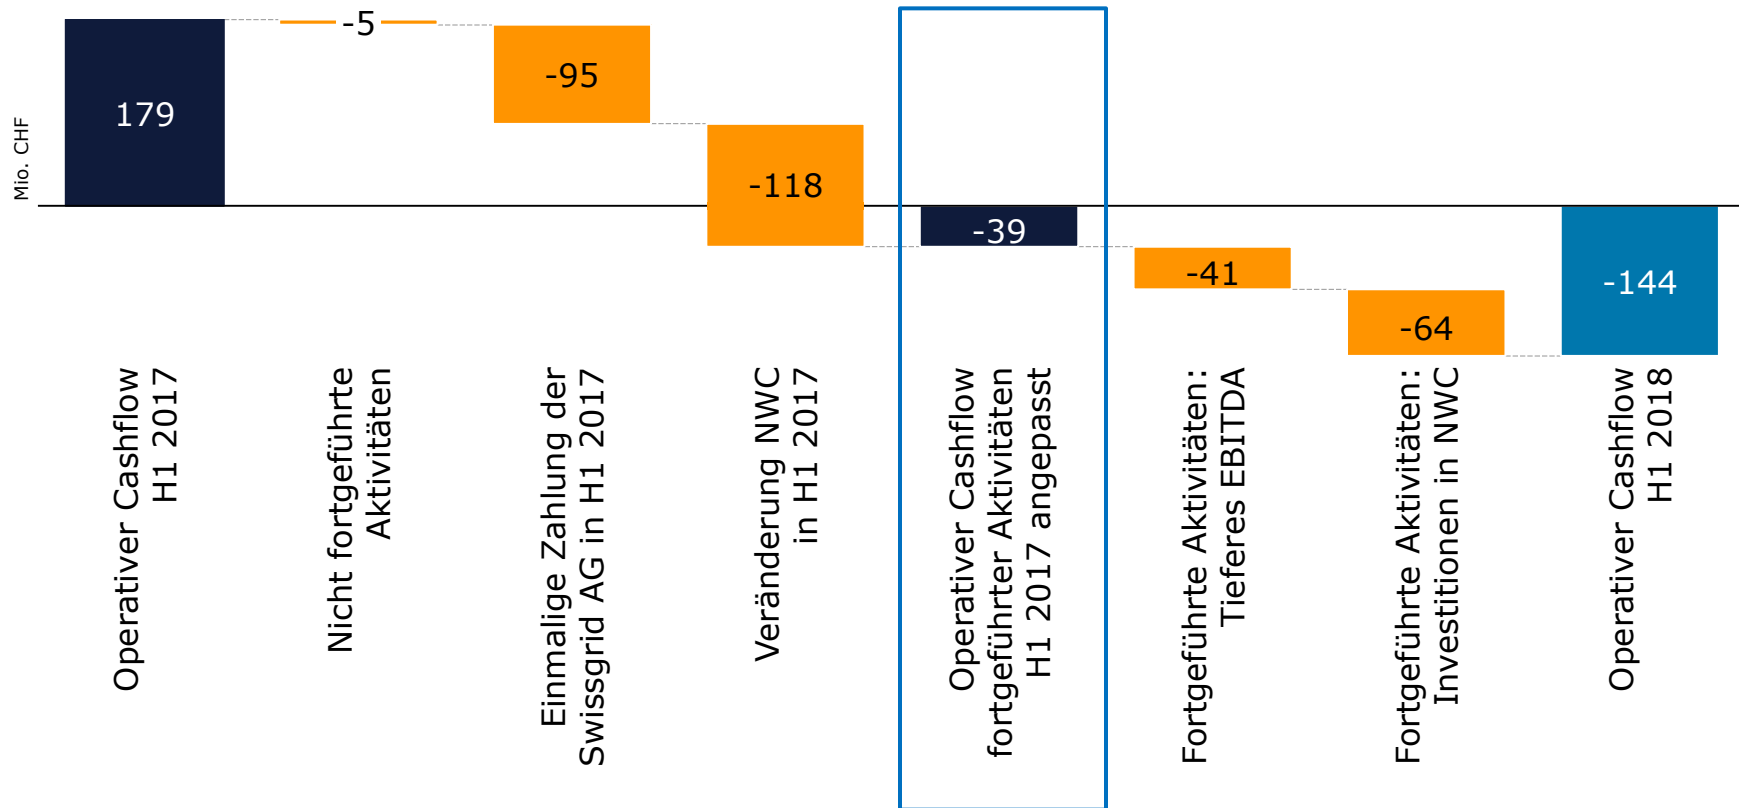 Mio. CHF
179
-5
-95
-118
-39
-41
-64
-144
Operativer Cashflow
H1 2017
Nicht fortgeführte
Aktivitäten
Einmalige Zahlung der
Swissgrid AG in H1 2017
Veränderung NWC
in H1 2017
Operativer Cashflow
fortgeführter Aktivitäten
H1 2017 angepasst
Fortgeführte Aktivitäten:
Tieferes EBITDA
Fortgeführte Aktivitäten:
Investitionen in NWC
Operativer Cashflow
H1 2018